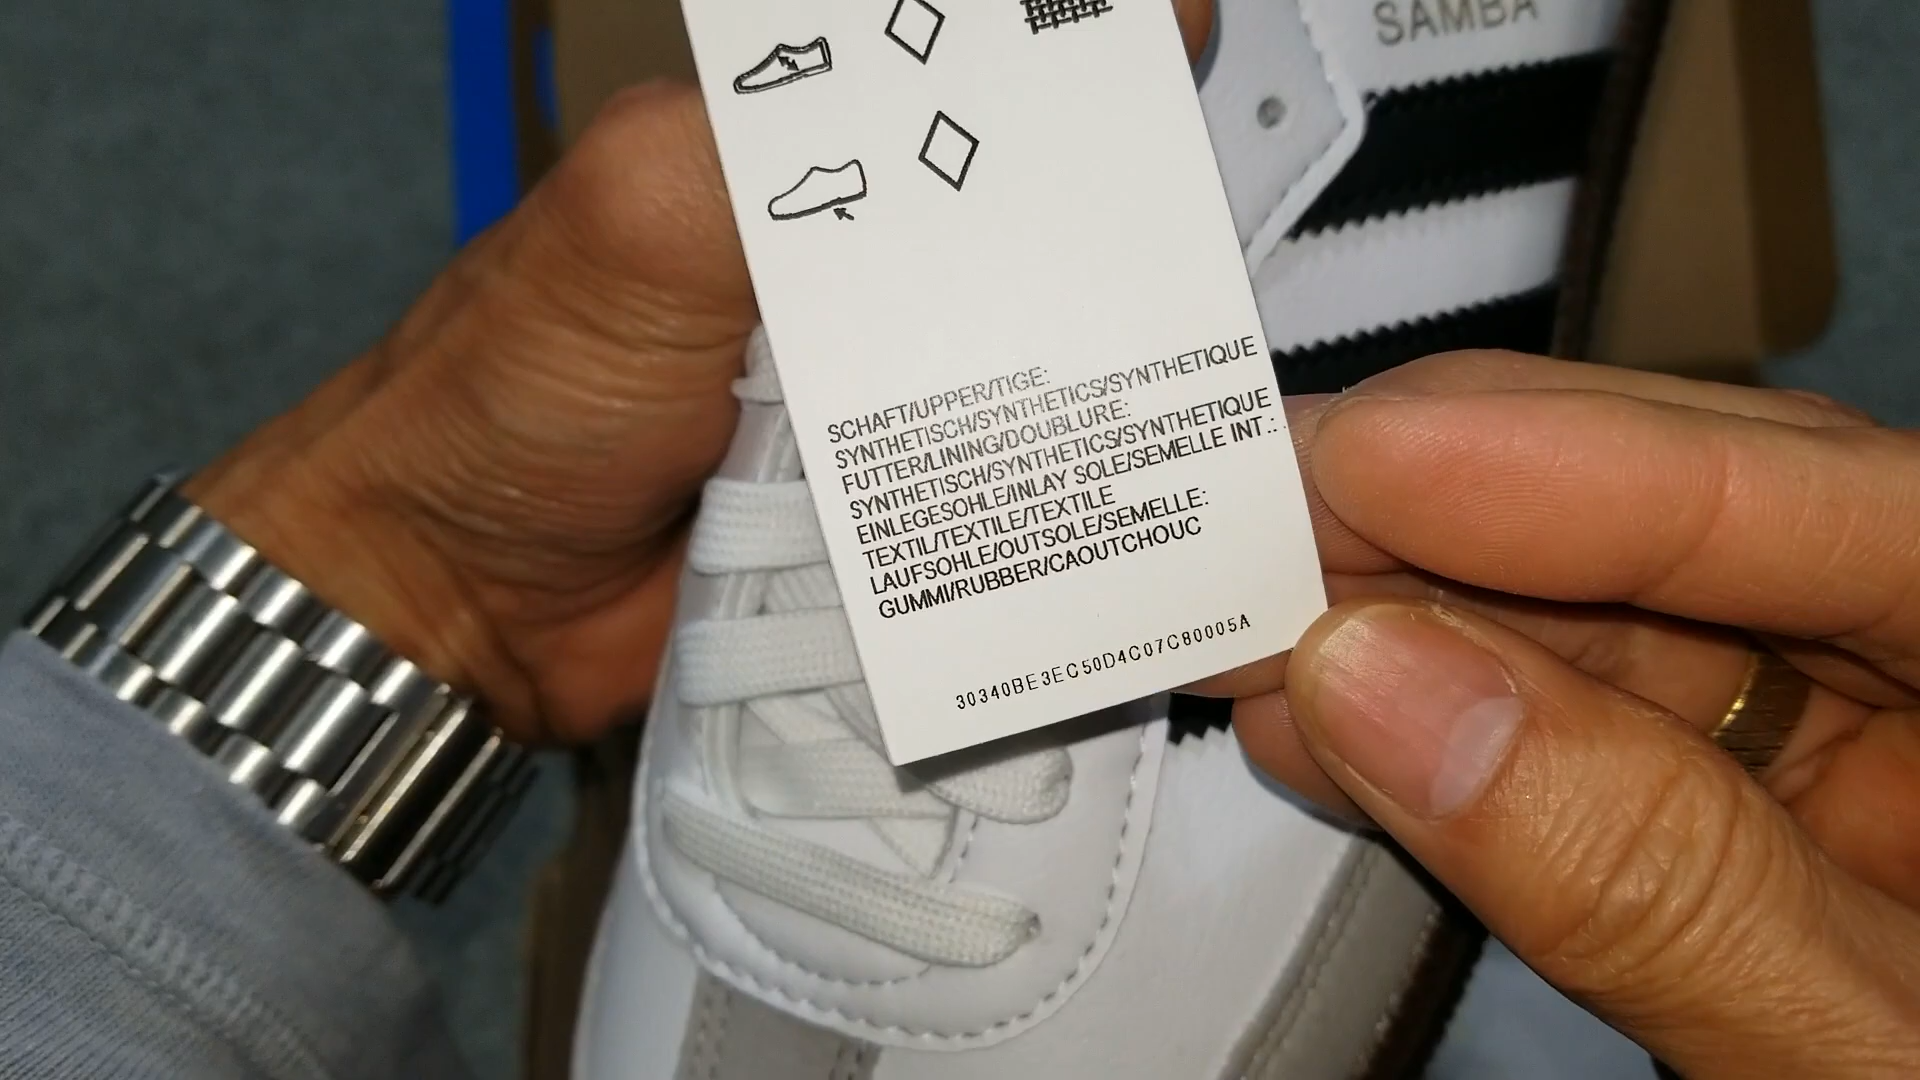 SAMBA
SCHAFT/UPPER/TIGE:
SYNTHETISCH/SYNTHETICS/SYNTHETIQUE
FUTTER/LINING/DOUBLURE:
SYNTHETISCH/SYNTHETICS/SYNTHETIQUE
EINLEGESOHLE/INLAY SOLE/SEMELLE INT.:
TEXTIL/TEXTILE/TEXTILE
LAUFSOHLE/OUTSOLE/SEMELLE:
GUMMI/RUBBER/CAOUTCHOUC
30340BE3EC50D4C07C80005A